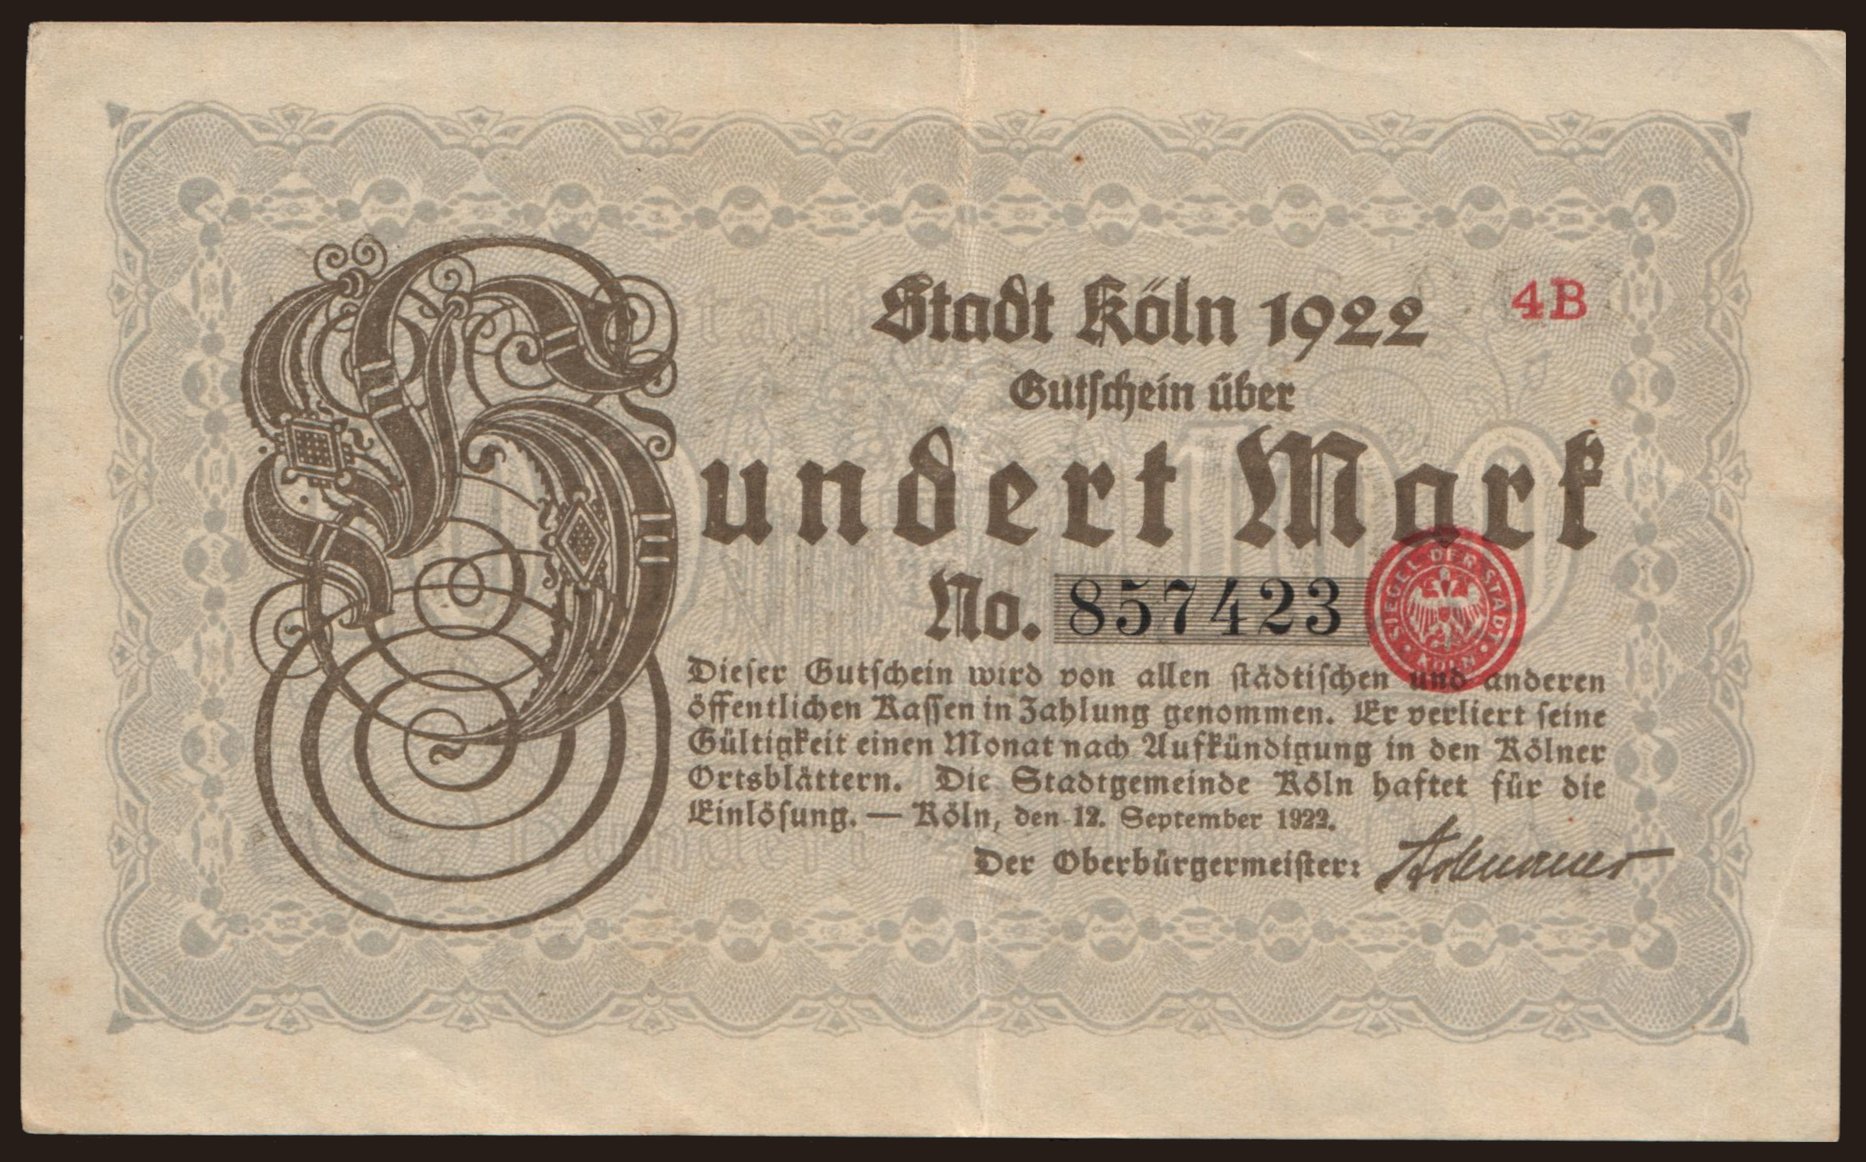 Stadt Köln 1922
4B
Gutschein über
Hundert Mark
No. 857423
SIEGEL DER STADT KÖLN
Dieser Gutschein wird von allen städtischen und anderen
öffentlichen Kassen in Zahlung genommen. Er verliert seine
Gültigkeit einen Monat nach Aufkündigung in den Kölner
Ortsblättern. Die Stadtgemeinde Köln haftet für die
Einlösung. — Köln, den 12. September 1922.
Der Oberbürgermeister: Adenauer